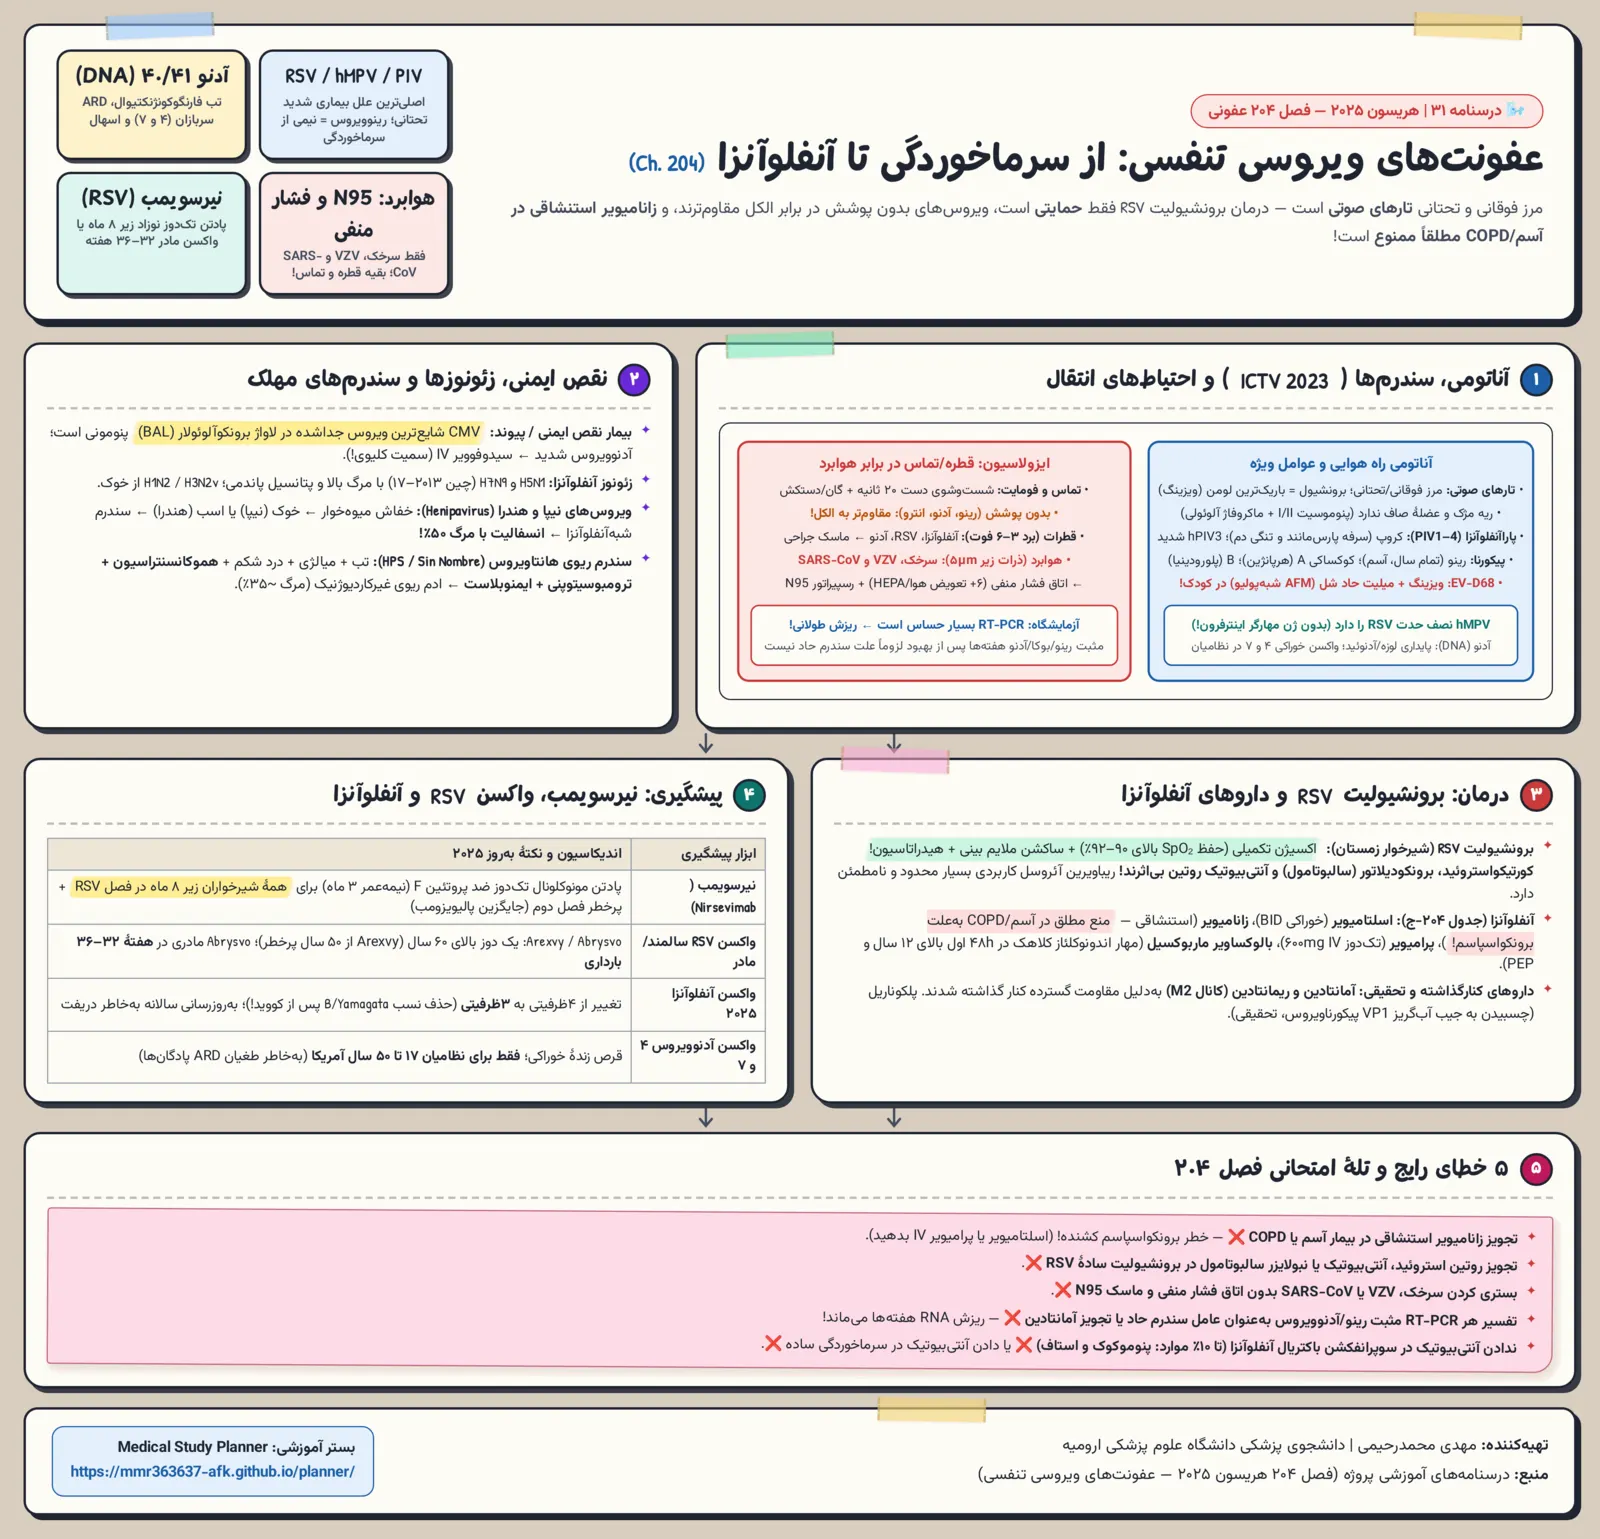 🌬️ درسنامه ۳۱ | هریسون ۲۰۲۵ — فصل ۲۰۴ عفونی
عفونت‌های ویروسی تنفسی: از سرماخوردگی تا آنفلوآنزا (Ch. 204)
مرز فوقانی و تحتانی تارهای صوتی است — درمان برونشیولیت RSV فقط حمایتی است، ویروس‌های بدون پوشش در برابر الکل مقاوم‌ترند، و زانامیویر استنشاقی در
آسم/COPD مطلقاً ممنوع است!
RSV / hMPV / PIV
اصلی‌ترین علل بیماری شدید
تحتانی؛ رینوویروس = نیمی از
سرماخوردگی
آدنو ۴۰/۴۱ (DNA)
تب فارنگوکونژنکتیوال، ARD
سربازان (۴ و ۷) و اسهال
هوابرد: N95 و فشار
منفی
فقط سرخک، VZV و SARS-
CoV؛ بقیه قطره و تماس!
نیرسویمب (RSV)
پادتن تک‌دوز نوزاد زیر ۸ ماه یا
واکسن مادر ۳۲–۳۶ هفته
۱ آناتومی، سندرم‌ها ( ICTV 2023 ) و احتیاط‌های انتقال
آناتومی راه هوایی و عوامل ویژه
• تارهای صوتی: مرز فوقانی/تحتانی؛ برونشیول = باریک‌ترین لومن (ویزینگ)
• ریه مژک و عضلهٔ صاف ندارد (پنوموسیت I/II + ماکروفاژ آلوئولی)
• پاراآنفلوآنزا (PIV1–4): کروپ (سرفه پارس‌مانند و تنگی دم)؛ hPIV3 شدید
• پیکورنا: رینو (تمام سال، آسم)؛ کوکساکی A (هرپانژین)؛ B (پلورودینیا)
• EV-D68: ویزینگ + میلیت حاد شل (AFM شبه‌پولیو) در کودک!
hMPV نصف حدت RSV را دارد (بدون ژن مهارگر اینترفرون!)
آدنو (DNA): پایداری لوزه/آدنوئید؛ واکسن خوراکی ۴ و ۷ در نظامیان
ایزولاسیون: قطره/تماس در برابر هوابرد
• تماس و فومایت: شست‌وشوی دست ۲۰ ثانیه + گان/دستکش
• بدون پوشش (رینو، آدنو، انترو): مقاوم‌تر به الکل!
• قطرات (برد ۳–۶ فوت): آنفلوآنزا، RSV، آدنو ← ماسک جراحی
• هوابرد (ذرات زیر ۵µm): سرخک، VZV و SARS-CoV
← اتاق فشار منفی (۶+ تعویض هوا/HEPA) + رسپیراتور N95
آزمایشگاه: RT-PCR بسیار حساس است ← ریزش طولانی!
مثبت رینو/بوکا/آدنو هفته‌ها پس از بهبود لزوماً علت سندرم حاد نیست
۲ نقص ایمنی، زئونوزها و سندرم‌های مهلک
✦ بیمار نقص ایمنی / پیوند: CMV شایع‌ترین ویروس جداشده در لاواژ برونکوآلوئولار (BAL) پنومونی است؛
آدنوویروس شدید ← سیدوفوویر IV (سمیت کلیوی!).
✦ زئونوز آنفلوآنزا: H5N1 و H7N9 (چین ۲۰۱۳–۱۷) با مرگ بالا و پتانسیل پاندمی؛ H1N2 / H3N2v از خوک.
✦ ویروس‌های نیپا و هندرا (Henipavirus): خفاش میوه‌خوار ← خوک (نیپا) یا اسب (هندرا) ← سندرم
شبه‌آنفلوآنزا ← انسفالیت با مرگ ۵۰٪!
✦ سندرم ریوی هانتاویروس (HPS / Sin Nombre): تب + میالژی + درد شکم + هموکانسنتراسیون +
ترومبوسیتوپنی + ایمنوبلاست ← ادم ریوی غیرکاردیوژنیک (مرگ ~۳۵٪).
۳ درمان: برونشیولیت RSV و داروهای آنفلوآنزا
✦ برونشیولیت RSV (شیرخوار زمستان): اکسیژن تکمیلی (حفظ SpO₂ بالای ۹۰–۹۲٪) + ساکشن ملایم بینی + هیدراتاسیون!
کورتیکواستروئید، برونکودیلاتور (سالبوتامول) و آنتی‌بیوتیک روتین بی‌اثرند! ریباویرین آئروسل کاربردی بسیار محدود و نامطمئن
دارد.
✦ آنفلوآنزا (جدول ۲۰۴-ج): اسلتامیویر (خوراکی BID)، زانامیویر (استنشاقی — منع مطلق در آسم/COPD به‌علت
برونکواسپاسم!)، پرامیویر (تک‌دوز ۶۰۰mg IV)، بالوکساویر ماربوکسیل (مهار اندونوکلئاز کلاهک در ۴۸h اول بالای ۱۲ سال و
PEP).
✦ داروهای کنارگذاشته و تحقیقی: آمانتادین و ریمانتادین (کانال M2) به‌دلیل مقاومت گسترده کنار گذاشته شدند. پلکوناریل
(چسبیدن به جیب آب‌گریز VP1 پیکورناویروس، تحقیقی).
۴ پیشگیری: نیرسویمب، واکسن RSV و آنفلوآنزا
ابزار پیشگیری | اندیکاسیون و نکتهٔ به‌روز ۲۰۲۵
نیرسویمب (
Nirsevimab) | پادتن مونوکلونال تک‌دوز ضد پروتئین F (نیمه‌عمر ۳ ماه) برای همهٔ شیرخواران زیر ۸ ماه در فصل RSV +
پرخطر فصل دوم (جایگزین پالیویزومب)
واکسن RSV سالمند/
مادر | Arexvy / Abrysvo: یک دوز بالای ۶۰ سال (Arexvy از ۵۰ سال پرخطر)؛ Abrysvo مادری در هفتهٔ ۳۲–۳۶
بارداری
واکسن آنفلوآنزا
۲۰۲۵ | تغییر از ۴ظرفیتی به ۳ظرفیتی (حذف نسب B/Yamagata پس از کووید!)؛ به‌روزرسانی سالانه به‌خاطر دریفت
واکسن آدنوویروس ۴
و ۷ | قرص زندهٔ خوراکی؛ فقط برای نظامیان ۱۷ تا ۵۰ سال آمریکا (به‌خاطر طغیان ARD پادگان‌ها)
۵ ۵ خطای رایج و تلهٔ امتحانی فصل ۲۰۴
✦ تجویز زانامیویر استنشاقی در بیمار آسم یا COPD ❌ — خطر برونکواسپاسم کشنده! (اسلتامیویر یا پرامیویر IV بدهید).
✦ تجویز روتین استروئید، آنتی‌بیوتیک یا نبولایزر سالبوتامول در برونشیولیت سادهٔ RSV ❌.
✦ بستری کردن سرخک، VZV یا SARS-CoV بدون اتاق فشار منفی و ماسک N95 ❌.
✦ تفسیر هر RT-PCR مثبت رینو/آدنوویروس به‌عنوان عامل سندرم حاد یا تجویز آمانتادین ❌ — ریزش RNA هفته‌ها می‌ماند!
✦ ندادن آنتی‌بیوتیک در سوپرانفکشن باکتریال آنفلوآنزا (تا ۱۰٪ موارد: پنوموکوک و استاف) ❌ یا دادن آنتی‌بیوتیک در سرماخوردگی ساده ❌.
تهیه‌کننده: مهدی محمدرحیمی | دانشجوی پزشکی دانشگاه علوم پزشکی ارومیه
منبع: درسنامه‌های آموزشی پروژه (فصل ۲۰۴ هریسون ۲۰۲۵ — عفونت‌های ویروسی تنفسی)
بستر آموزشی: Medical Study Planner
https://mmr363637-afk.github.io/planner/